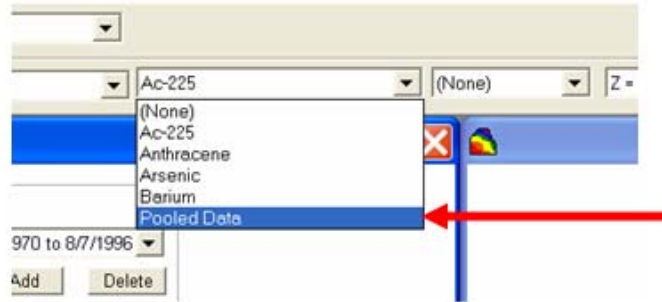 Ac-225 (None) Z =
(None)
Ac-225
Anthracene
Arsenic
Barium
Pooled Data
970 to 8/7/1996
Add Delete